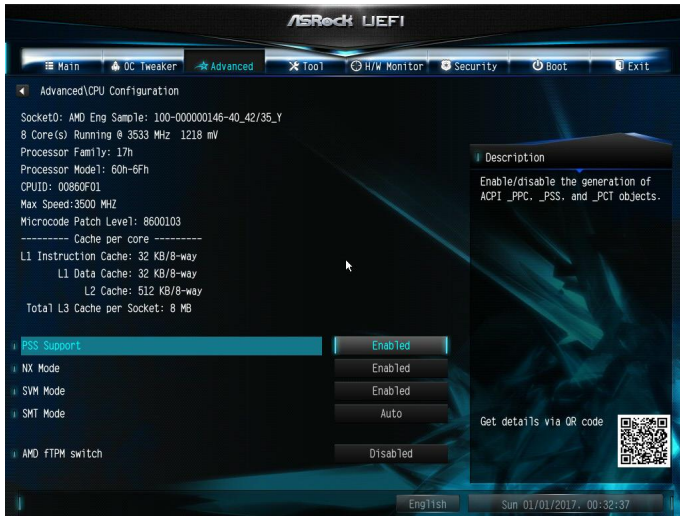 ASRock UEFI
Main OC Tweaker Advanced Tool H/W Monitor Security Boot Exit
Advanced\CPU Configuration
Socket0: AMD Eng Sample: 100-000000146-40_42/35_Y
8 Core(s) Running @ 3533 MHz 1218 mV
Processor Family: 17h
Processor Model: 60h-6Fh
CPUID: 00860F01
Max Speed:3500 MHZ
Microcode Patch Level: 8600103
--------- Cache per core ---------
L1 Instruction Cache: 32 KB/8-way
L1 Data Cache: 32 KB/8-way
L2 Cache: 512 KB/8-way
Total L3 Cache per Socket: 8 MB
PSS Support Enabled
NX Mode Enabled
SVM Mode Enabled
SMT Mode Auto
AMD fTPM switch Disabled
Description
Enable/disable the generation of
ACPI _PPC. _PSS. and _PCT objects.
Get details via QR code
English
Sun 01/01/2017. 00:32:37